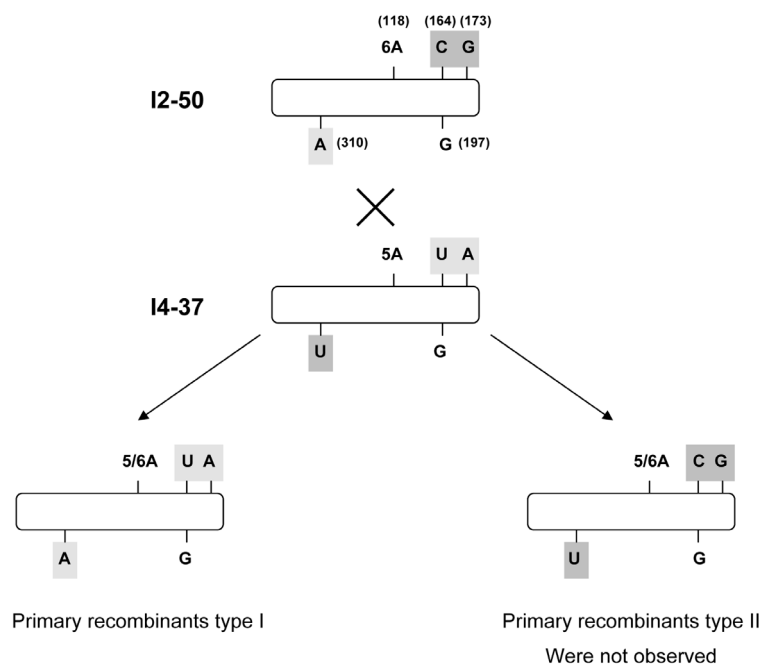 (118) (164) (173)
6A C G
I2-50
A (310) G (197)
5A U A
I4-37
U G
5/6A U A 5/6A C G
A G U G
Primary recombinants type I Primary recombinants type II
Were not observed